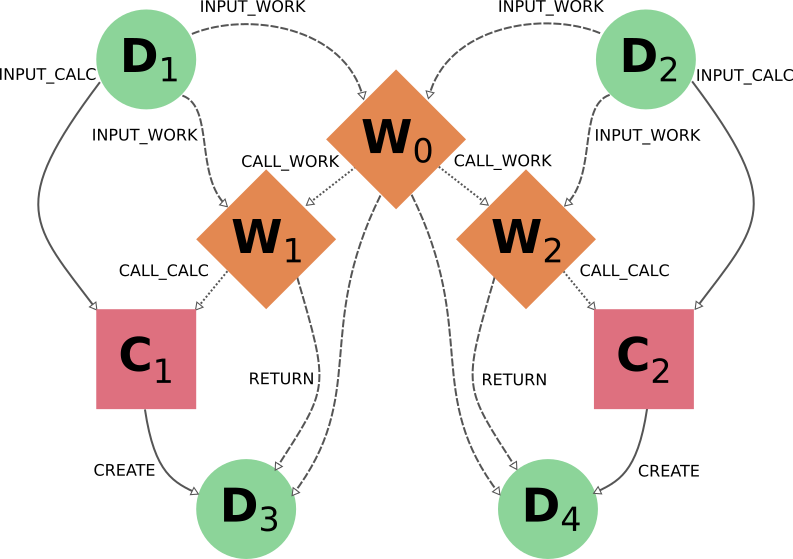 INPUT_WORK
INPUT_WORK
D1
D2
INPUT_CALC
INPUT_CALC
INPUT_WORK
W0
INPUT_WORK
CALL_WORK
CALL_WORK
W1
W2
CALL_CALC
CALL_CALC
C1
C2
RETURN
RETURN
CREATE
CREATE
D3
D4